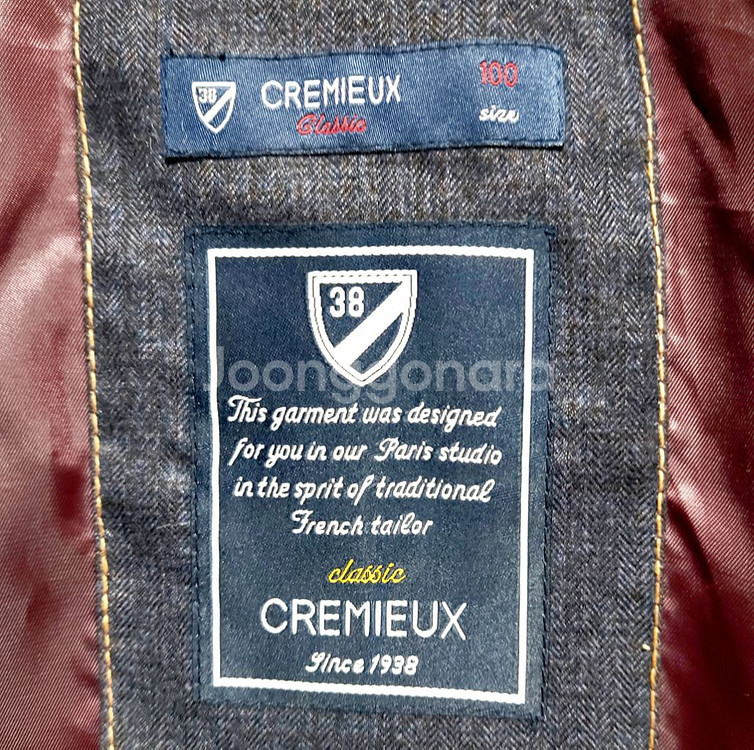 38
CREMIEUX
Classic
100
size
38
Joonggonara
This garment was designed
for you in our Paris studio
in the sprit of traditional
French tailor
classic
CREMIEUX
Since 1938